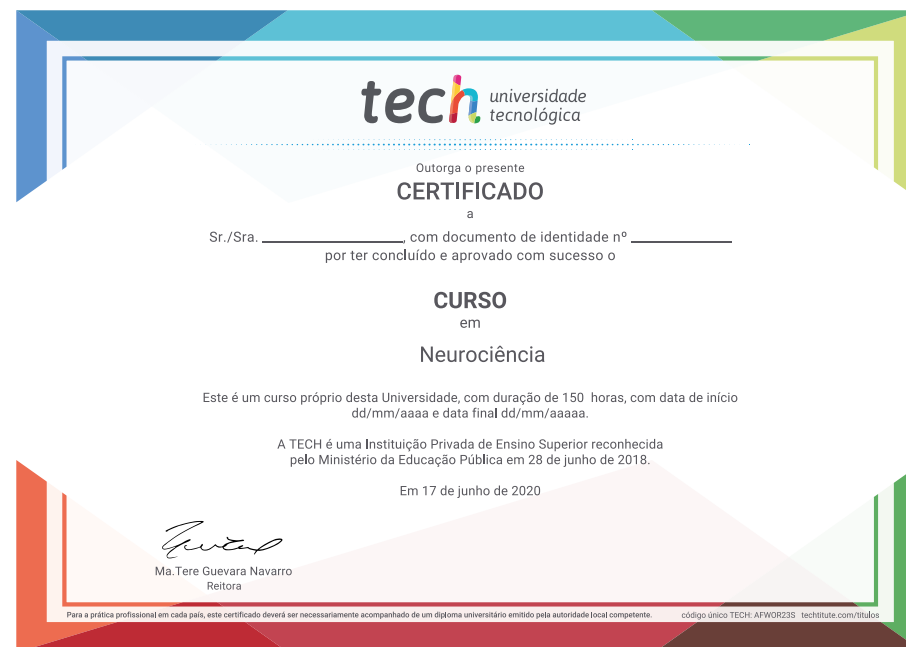 tech universidade
tecnológica
Outorga o presente
CERTIFICADO
a
Sr./Sra. ____________________, com documento de identidade nº ______________
por ter concluído e aprovado com sucesso o
CURSO
em
Neurociência
Este é um curso próprio desta Universidade, com duração de 150 horas, com data de início
dd/mm/aaaa e data final dd/mm/aaaaa.
A TECH é uma Instituição Privada de Ensino Superior reconhecida
pelo Ministério da Educação Pública em 28 de junho de 2018.
Em 17 de junho de 2020
Ma.Tere Guevara Navarro
Reitora
Para a prática profissional em cada país, este certificado deverá ser necessariamente acompanhado de um diploma universitário emitido pela autoridade local competente. código único TECH: AFWOR23S techtitute.com/titulos